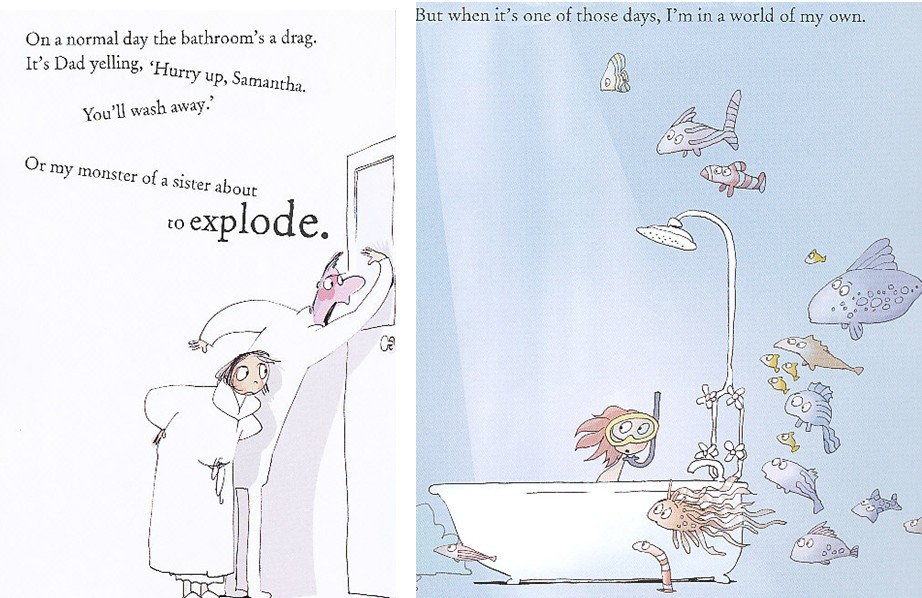 On a normal day the bathroom's a drag.
It's Dad yelling, 'Hurry up, Samantha.
You'll wash away.'
Or my monster of a sister about
to explode.
But when it's one of those days, I'm in a world of my own.